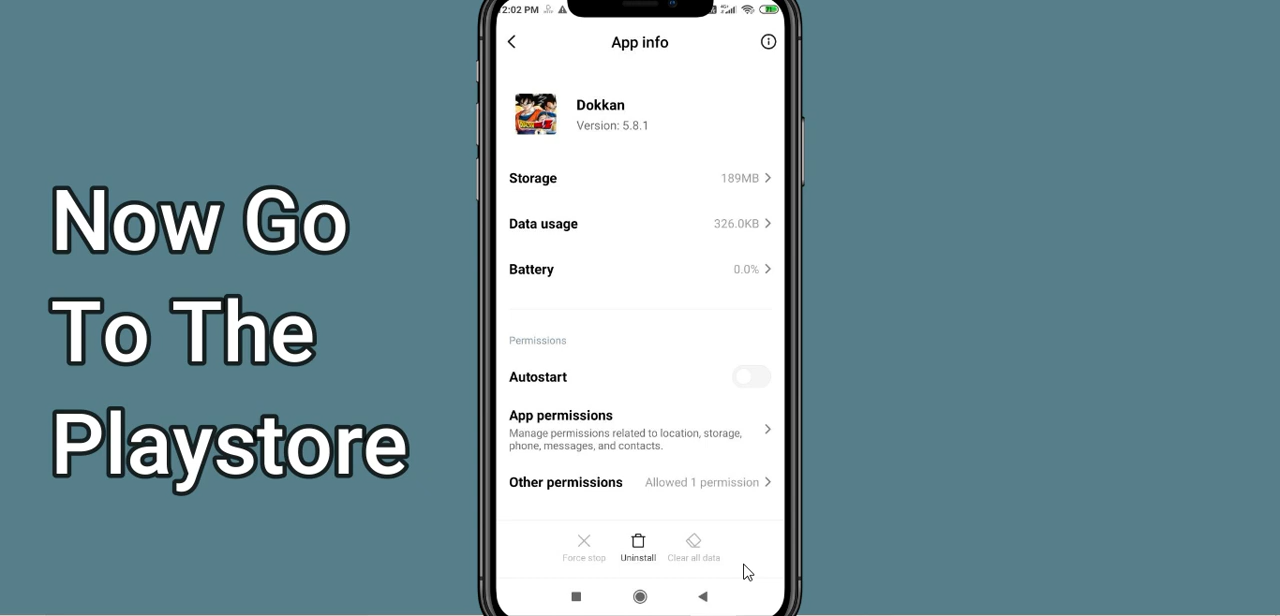 Now Go
To The
Playstore
2:02 PM
App info
Dokkan
Version: 5.8.1
Storage 189MB
Data usage 326.0KB
Battery 0.0%
Permissions
Autostart
App permissions
Manage permissions related to location, storage,
phone, messages, and contacts.
Other permissions Allowed 1 permission
Force stop Uninstall Clear all data